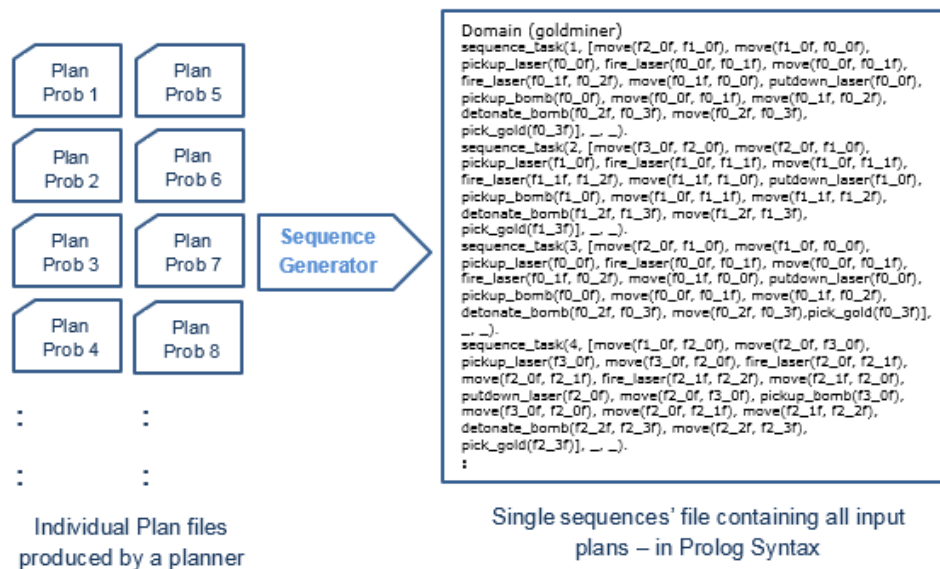 Plan
Prob 1
Plan
Prob 5
Plan
Prob 2
Plan
Prob 6
Plan
Prob 3
Plan
Prob 7
Plan
Prob 4
Plan
Prob 8
:
:
:
:
Individual Plan files
produced by a planner
Sequence
Generator
Domain (goldminer)
sequence_task(1, [move(f2_0f, f1_0f), move(f1_0f, f0_0f),
pickup_laser(f0_0f), fire_laser(f0_0f, f0_1f), move(f0_0f, f0_1f),
fire_laser(f0_1f, f0_2f), move(f0_1f, f0_0f), putdown_laser(f0_0f),
pickup_bomb(f0_0f), move(f0_0f, f0_1f), move(f0_1f, f0_2f),
detonate_bomb(f0_2f, f0_3f), move(f0_2f, f0_3f),
pick_gold(f0_3f)], _, _).
sequence_task(2, [move(f3_0f, f2_0f), move(f2_0f, f1_0f),
pickup_laser(f1_0f), fire_laser(f1_0f, f1_1f), move(f1_0f, f1_1f),
fire_laser(f1_1f, f1_2f), move(f1_1f, f1_0f), putdown_laser(f1_0f),
pickup_bomb(f1_0f), move(f1_0f, f1_1f), move(f1_1f, f1_2f),
detonate_bomb(f1_2f, f1_3f), move(f1_2f, f1_3f),
pick_gold(f1_3f)], _, _).
sequence_task(3, [move(f2_0f, f1_0f), move(f1_0f, f0_0f),
pickup_laser(f0_0f), fire_laser(f0_0f, f0_1f), move(f0_0f, f0_1f),
fire_laser(f0_1f, f0_2f), move(f0_1f, f0_0f), putdown_laser(f0_0f),
pickup_bomb(f0_0f), move(f0_0f, f0_1f), move(f0_1f, f0_2f),
detonate_bomb(f0_2f, f0_3f), move(f0_2f, f0_3f),pick_gold(f0_3f)],
_, _).
sequence_task(4, [move(f1_0f, f2_0f), move(f2_0f, f3_0f),
pickup_laser(f3_0f), move(f3_0f, f2_0f), fire_laser(f2_0f, f2_1f),
move(f2_0f, f2_1f), fire_laser(f2_1f, f2_2f), move(f2_1f, f2_0f),
putdown_laser(f2_0f), move(f2_0f, f3_0f), pickup_bomb(f3_0f),
move(f3_0f, f2_0f), move(f2_0f, f2_1f), move(f2_1f, f2_2f),
detonate_bomb(f2_2f, f2_3f), move(f2_2f, f2_3f),
pick_gold(f2_3f)], _, _).
:
Single sequences' file containing all input
plans – in Prolog Syntax